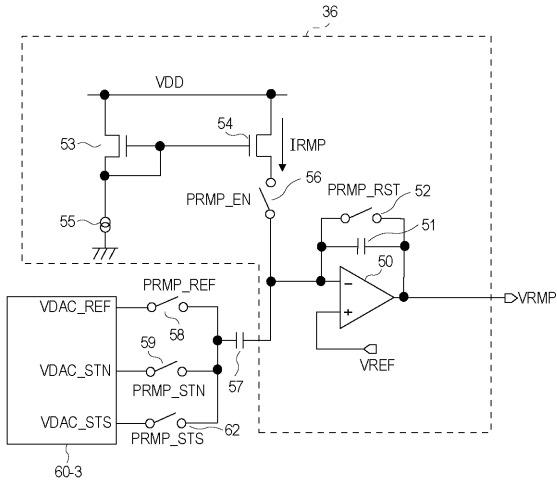 36
VDD
53
54
IRMP
56
PRMP_EN
PRMP_RST
52
51
55
50
PRMP_REF
VDAC_REF
58
VRMP
59
57
VREF
VDAC_STN
PRMP_STN
VDAC_STS
PRMP_STS
62
60-3